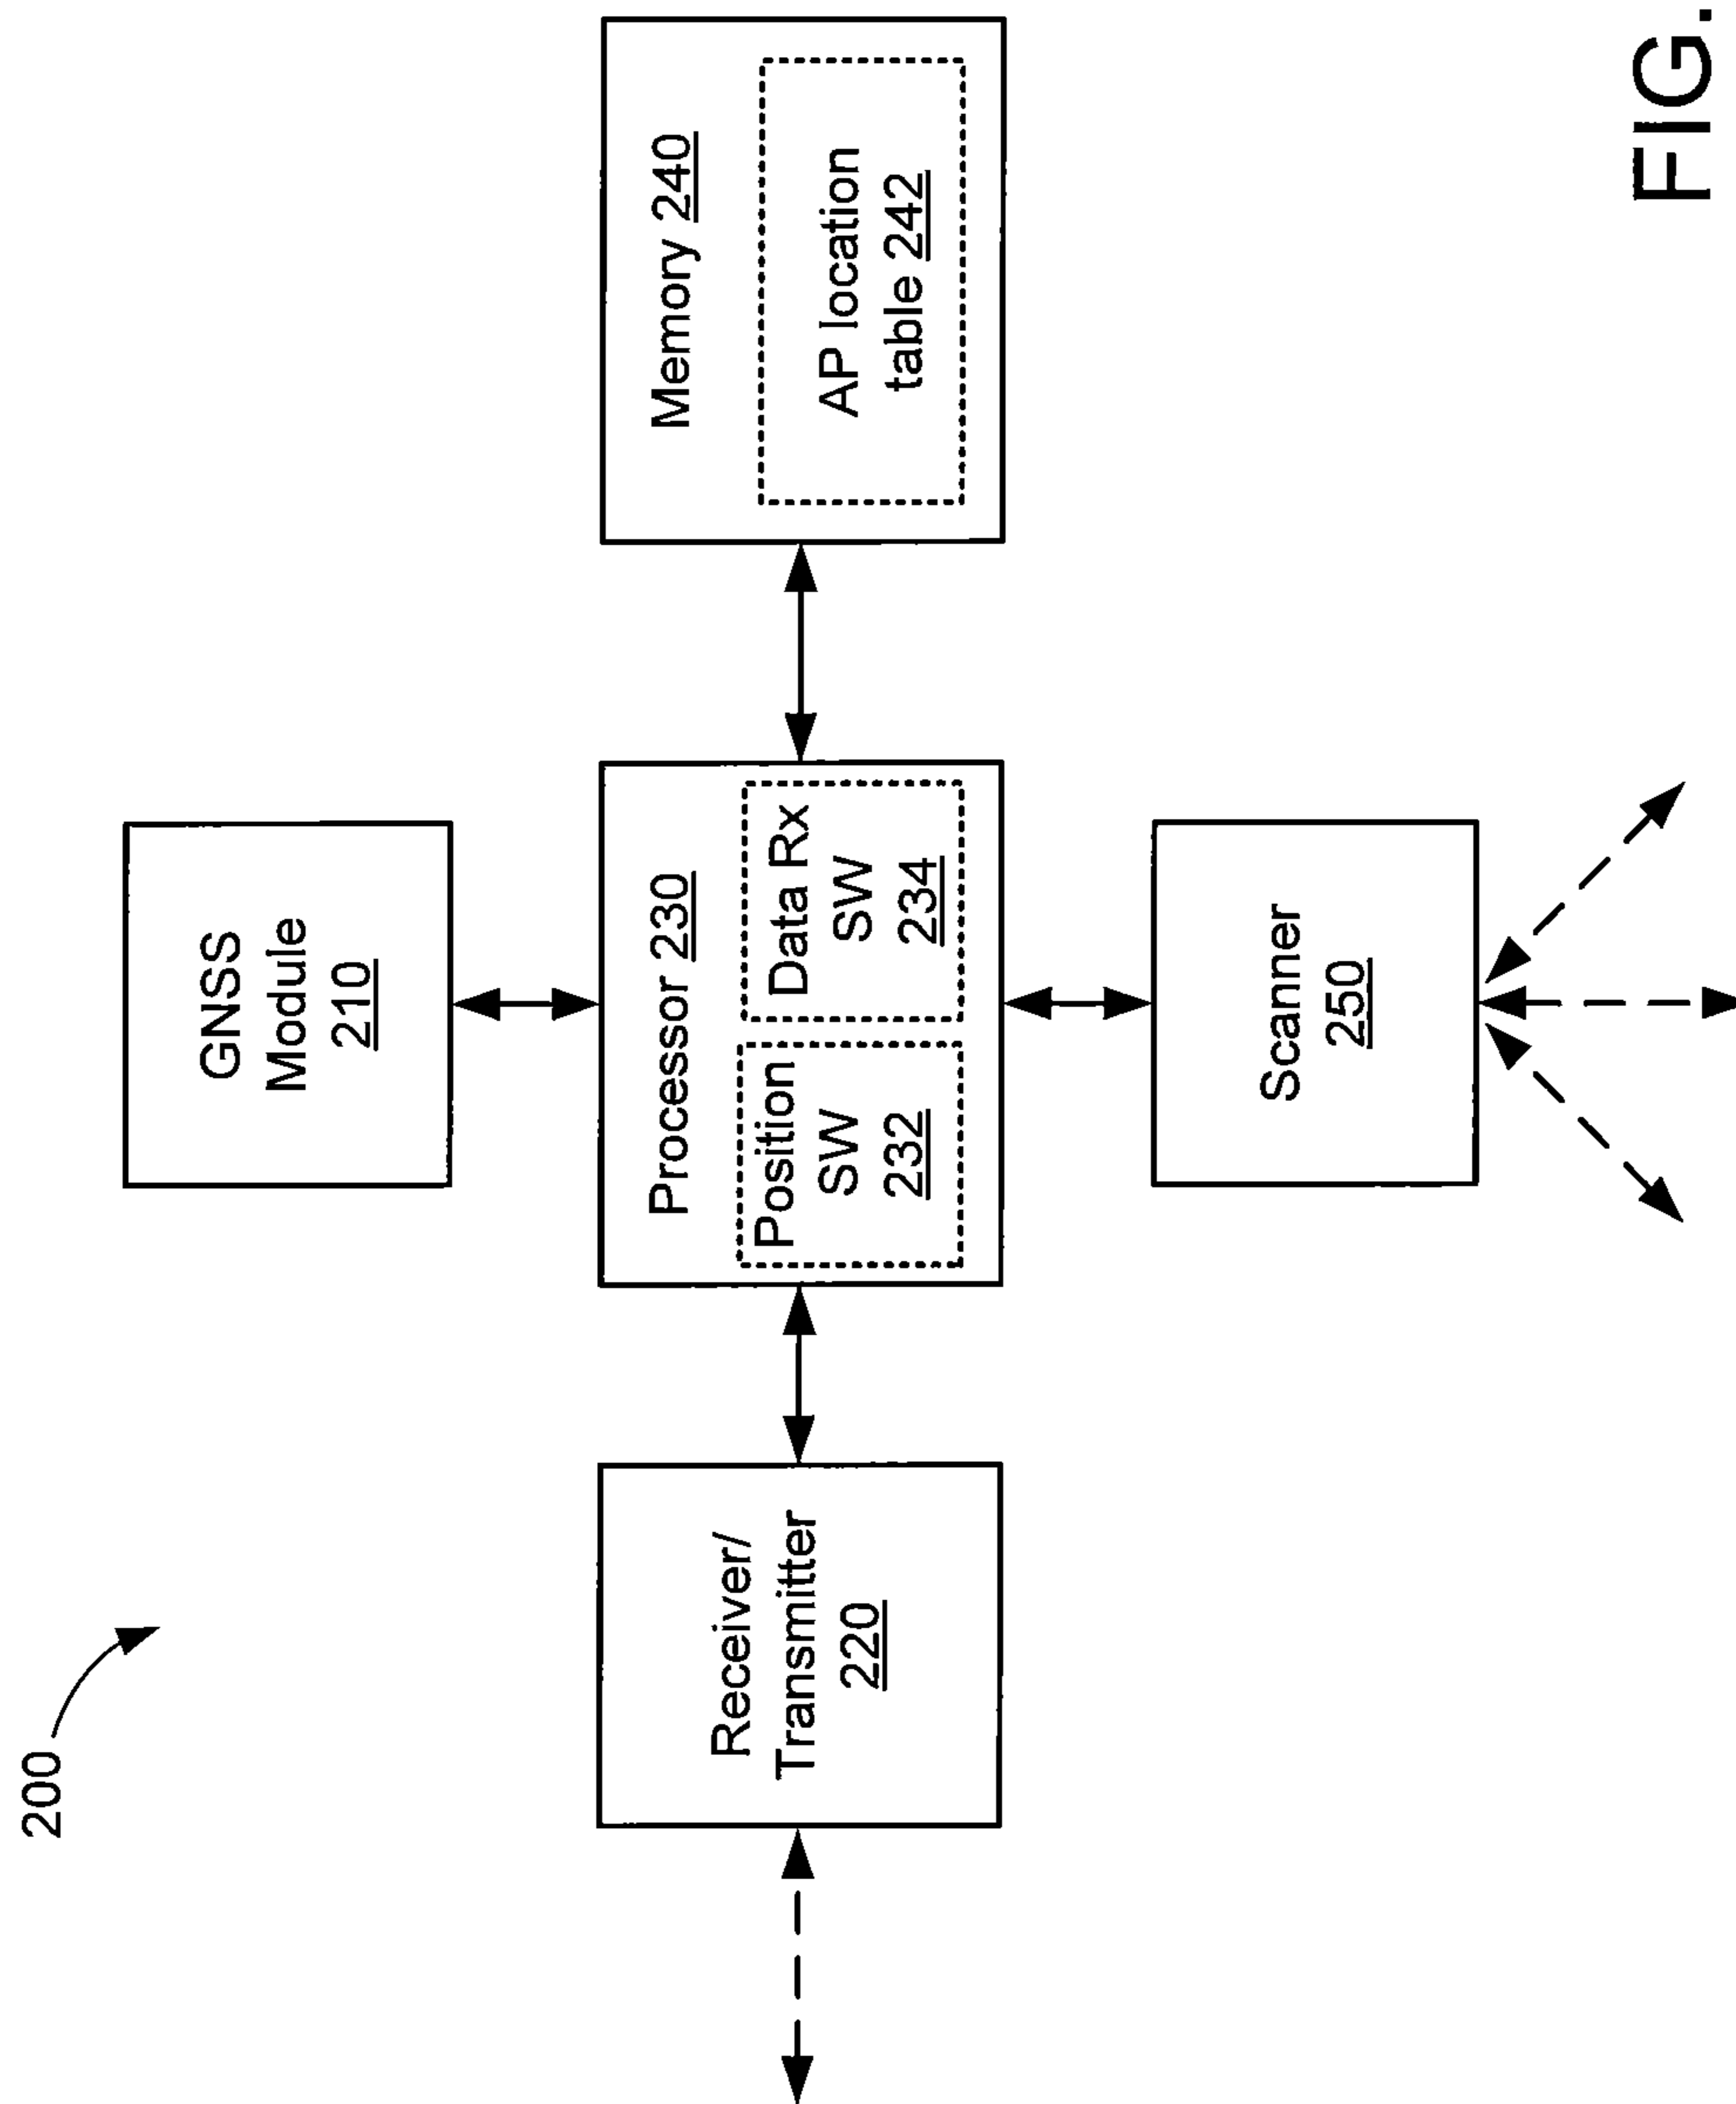 200
GNSS
Module
210
Receiver/
Transmitter
220
Processor 230
Position
SW
232
Data Rx
SW
234
Memory 240
AP location
table 242
Scanner
250
FIG.